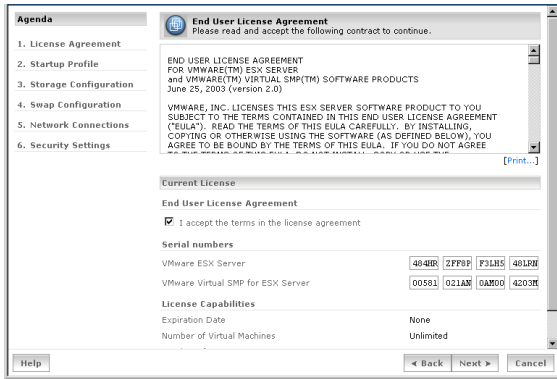 Agenda
1. License Agreement
2. Startup Profile
3. Storage Configuration
4. Swap Configuration
5. Network Connections
6. Security Settings
End User License Agreement
Please read and accept the following contract to continue.
END USER LICENSE AGREEMENT
FOR VMWARE(TM) ESX SERVER
and VMWARE(TM) VIRTUAL SMP(TM) SOFTWARE PRODUCTS
June 25, 2003 (version 2.0)
VMWARE, INC. LICENSES THIS ESX SERVER SOFTWARE PRODUCT TO YOU
SUBJECT TO THE TERMS CONTAINED IN THIS END USER LICENSE AGREEMENT
("EULA"). READ THE TERMS OF THIS EULA CAREFULLY. BY INSTALLING,
COPYING OR OTHERWISE USING THE SOFTWARE (AS DEFINED BELOW), YOU
AGREE TO BE BOUND BY THE TERMS OF THIS EULA. IF YOU DO NOT AGREE
[Print...]
Current License
End User License Agreement
I accept the terms in the license agreement
Serial numbers
VMware ESX Server 484HR ZFF8P F3LH5 48LRN
VMware Virtual SMP for ESX Server 00581 021AN 0AM00 4203M
License Capabilities
Expiration Date None
Number of Virtual Machines Unlimited
Help
Back Next Cancel